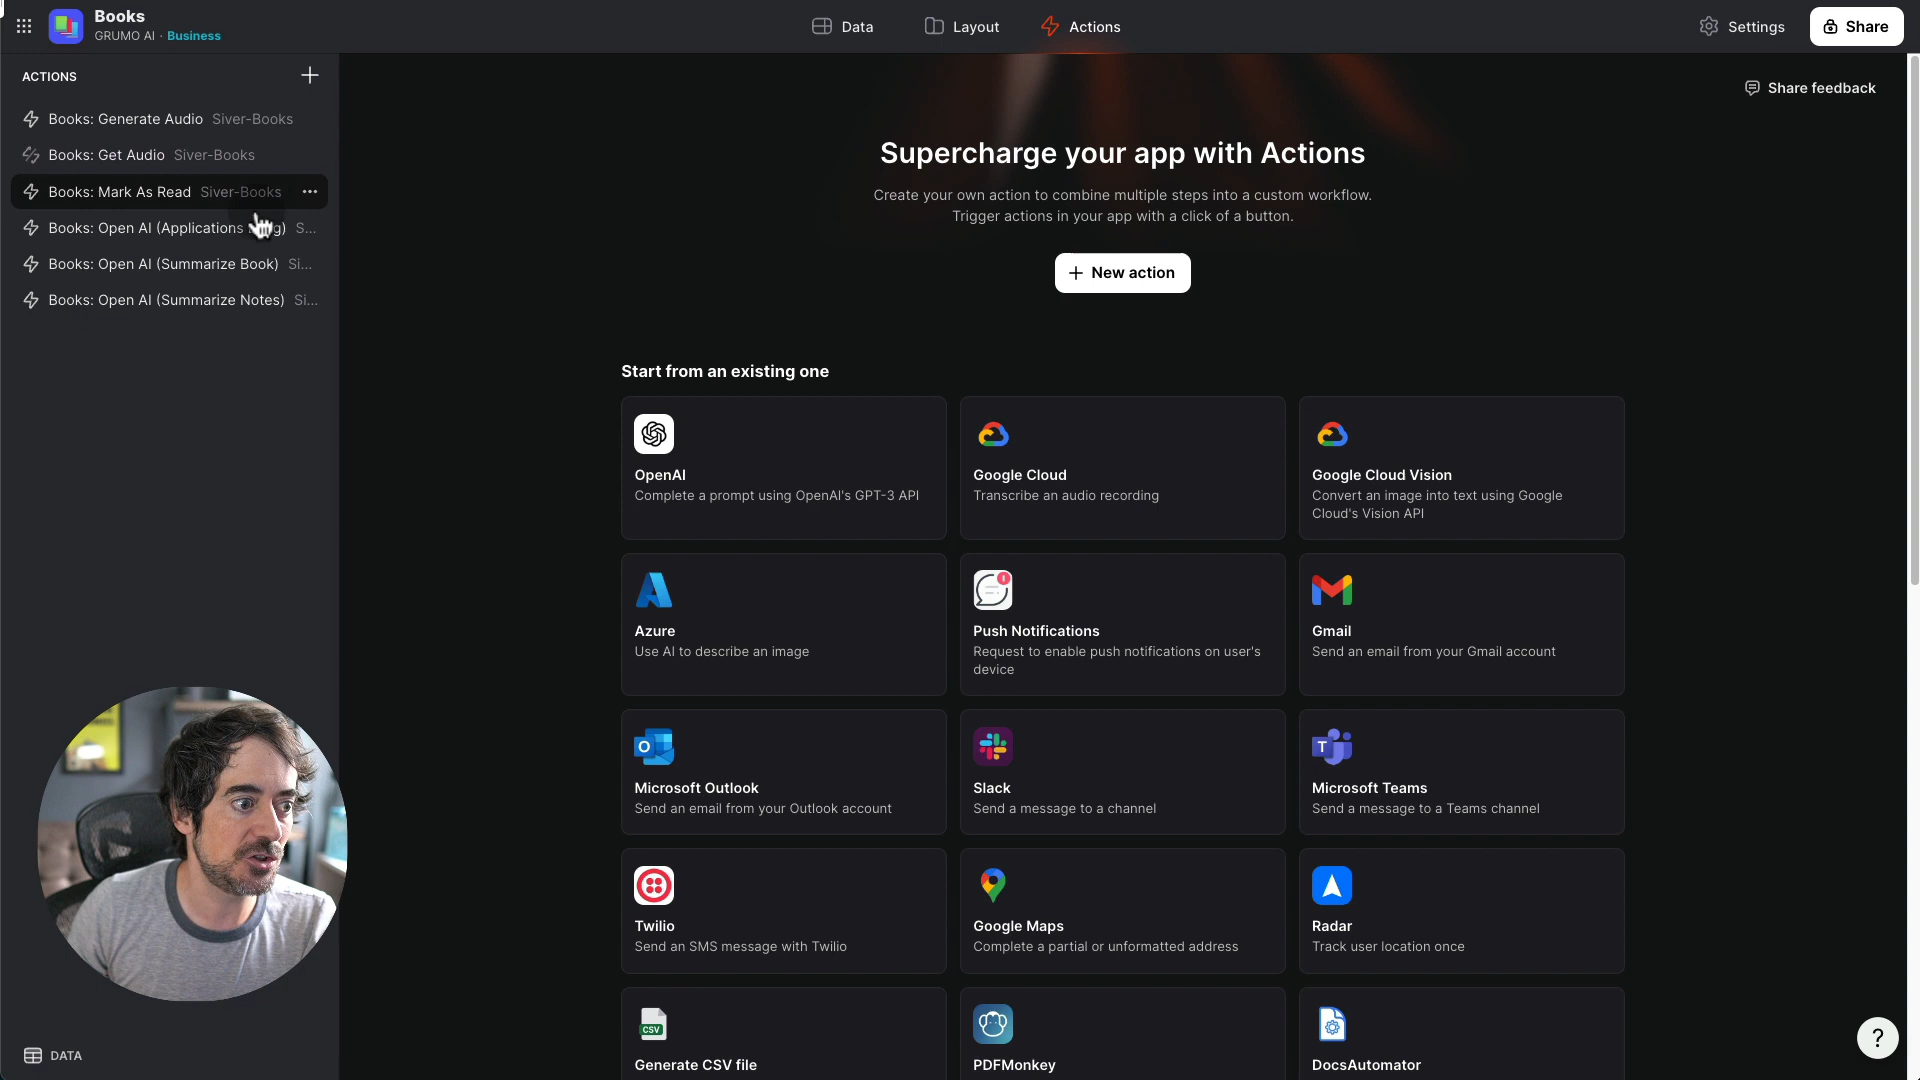 Books
GRUMO AI · Business
Data
Layout
Actions
Settings
Share
ACTIONS
Books: Generate Audio Siver-Books
Books: Get Audio Siver-Books
Books: Mark As Read Siver-Books
Books: Open AI (Applications S...
Books: Open AI (Summarize Book) Si...
Books: Open AI (Summarize Notes) Si...
DATA
Share feedback
Supercharge your app with Actions
Create your own action to combine multiple steps into a custom workflow.
Trigger actions in your app with a click of a button.
+ New action
Start from an existing one
OpenAI
Complete a prompt using OpenAI's GPT-3 API
Google Cloud
Transcribe an audio recording
Google Cloud Vision
Convert an image into text using Google
Cloud's Vision API
Azure
Use AI to describe an image
Push Notifications
Request to enable push notifications on user's
device
Gmail
Send an email from your Gmail account
Microsoft Outlook
Send an email from your Outlook account
Slack
Send a message to a channel
Microsoft Teams
Send a message to a Teams channel
Twilio
Send an SMS message with Twilio
Google Maps
Complete a partial or unformatted address
Radar
Track user location once
CSV
Generate CSV file
PDFMonkey
DocsAutomator
?